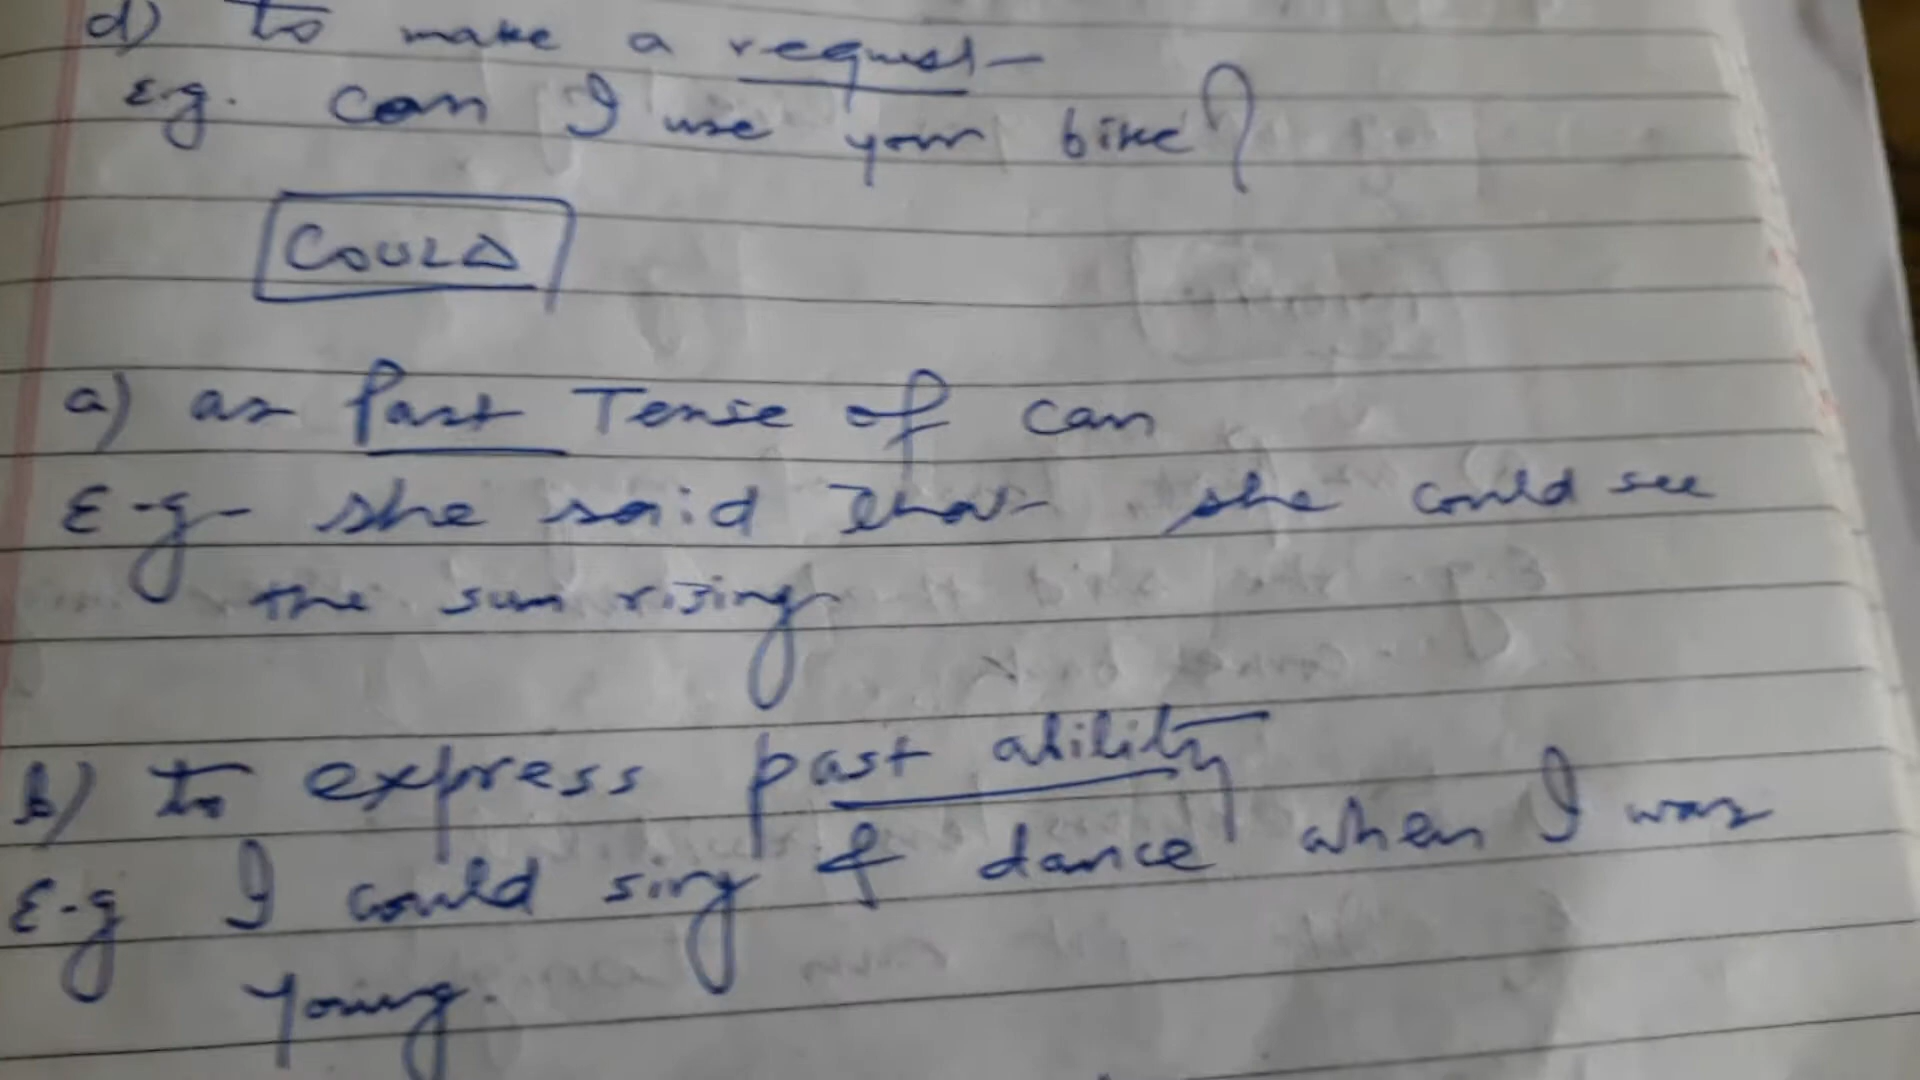 d) To make a request
E.g. Can I use your bike?
COULD
a) as Past Tense of can
E.g. She said that she could see
the sun rising
b) To express past ability
E.g I could sing & dance when I was
young.